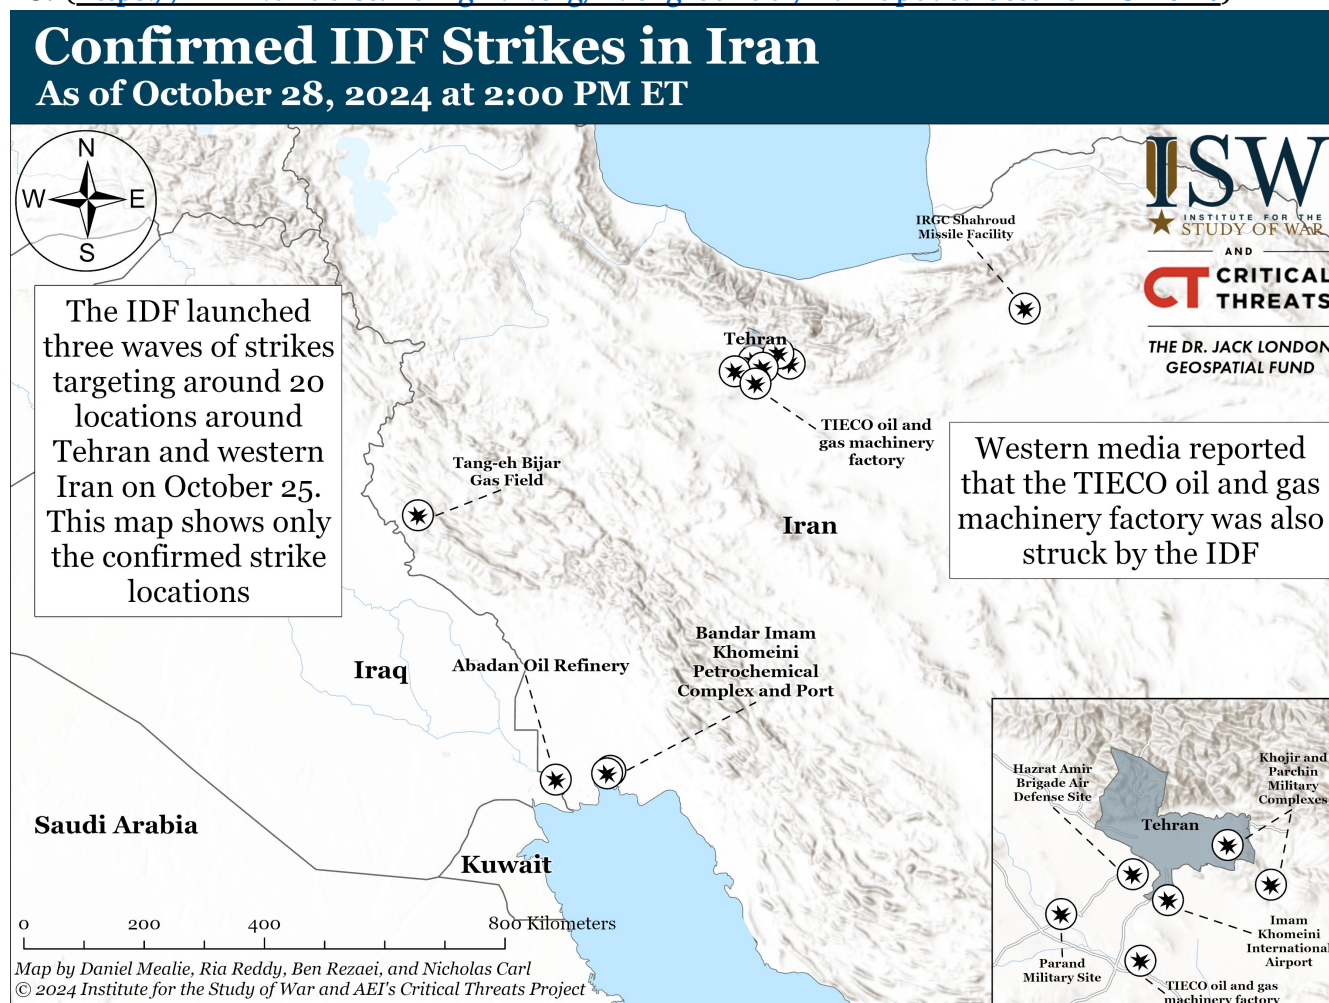 Confirmed IDF Strikes in Iran
As of October 28, 2024 at 2:00 PM ET
N
W
E
S
ISW
INSTITUTE FOR THE
STUDY OF WAR
AND
CT CRITICAL
THREATS
THE DR. JACK LONDON
GEOSPATIAL FUND
The IDF launched
three waves of strikes
targeting around 20
locations around
Tehran and western
Iran on October 25.
This map shows only
the confirmed strike
locations
IRGC Shahroud
Missile Facility
Tehran
TIECO oil and
gas machinery
factory
Western media reported
that the TIECO oil and gas
machinery factory was also
struck by the IDF
Tang-eh Bijar
Gas Field
Iran
Bandar Imam
Khomeini
Petrochemical
Complex and Port
Iraq
Abadan Oil Refinery
Saudi Arabia
Kuwait
Hazrat Amir
Brigade Air
Defense Site
Khojir and
Parchin
Military
Complexes
Tehran
Imam
Khomeini
International
Airport
Parand
Military Site
TIECO oil and gas
machinery factory
0 200 400 800 Kilometers
Map by Daniel Mealie, Ria Reddy, Ben Rezaei, and Nicholas Carl
© 2024 Institute for the Study of War and AEI's Critical Threats Project